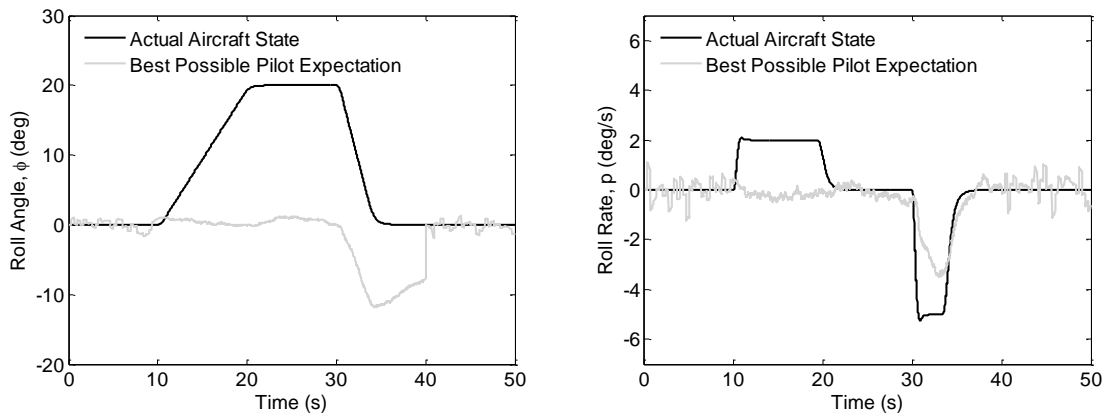 30
20
10
0
-10
-20
0 10 20 30 40 50
Time (s)
Roll Angle, ϕ (deg)
Actual Aircraft State
Best Possible Pilot Expectation
6
4
2
0
-2
-4
-6
0 10 20 30 40 50
Time (s)
Roll Rate, p (deg/s)
Actual Aircraft State
Best Possible Pilot Expectation